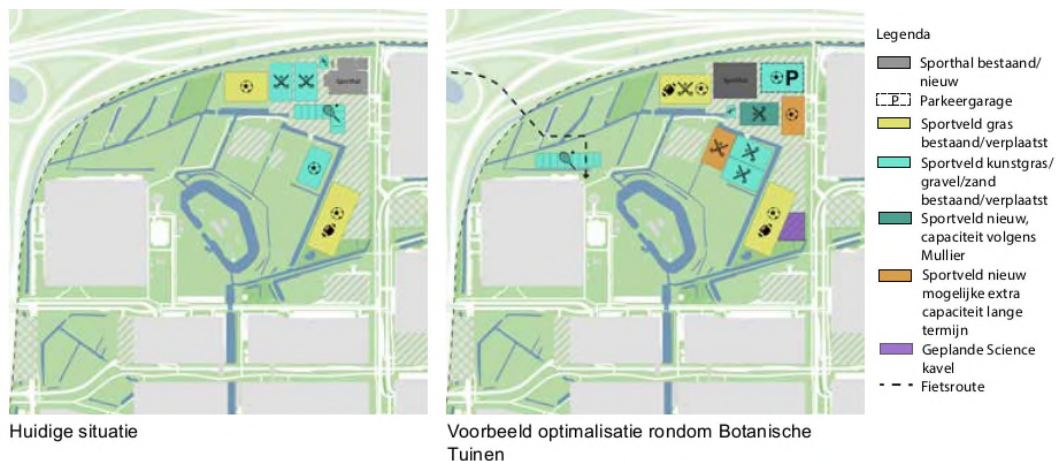 Sporthal
Huidige situatie
Sporthal
P
Voorbeeld optimalisatie rondom Botanische
Tuinen
Legenda
Sporthal bestaand/
nieuw
P Parkeergarage
Sportveld gras
bestaand/verplaatst
Sportveld kunstgras/
gravel/zand
bestaand/verplaatst
Sportveld nieuw,
capaciteit volgens
Mullier
Sportveld nieuw
mogelijke extra
capaciteit lange
termijn
Geplande Science
kavel
Fietsroute